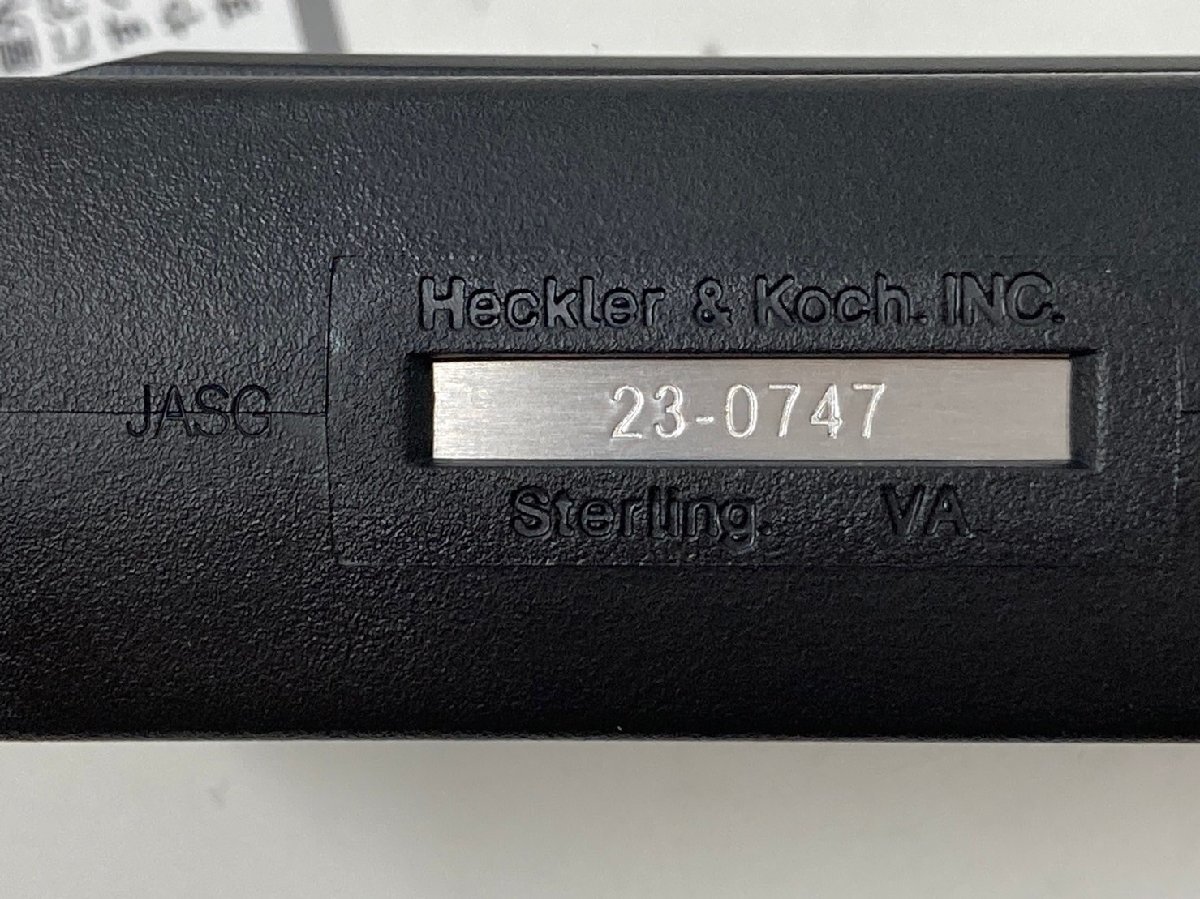 Heckler & Koch. INC.
JASG
23-0747
Sterling. VA